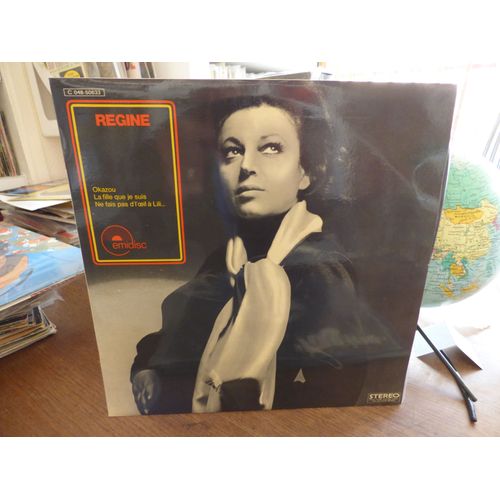 C 048-50633
REGINE
Okazou
La fille que je suis
Ne fais pas d'l'œil à Lili...
emidisc
STEREO